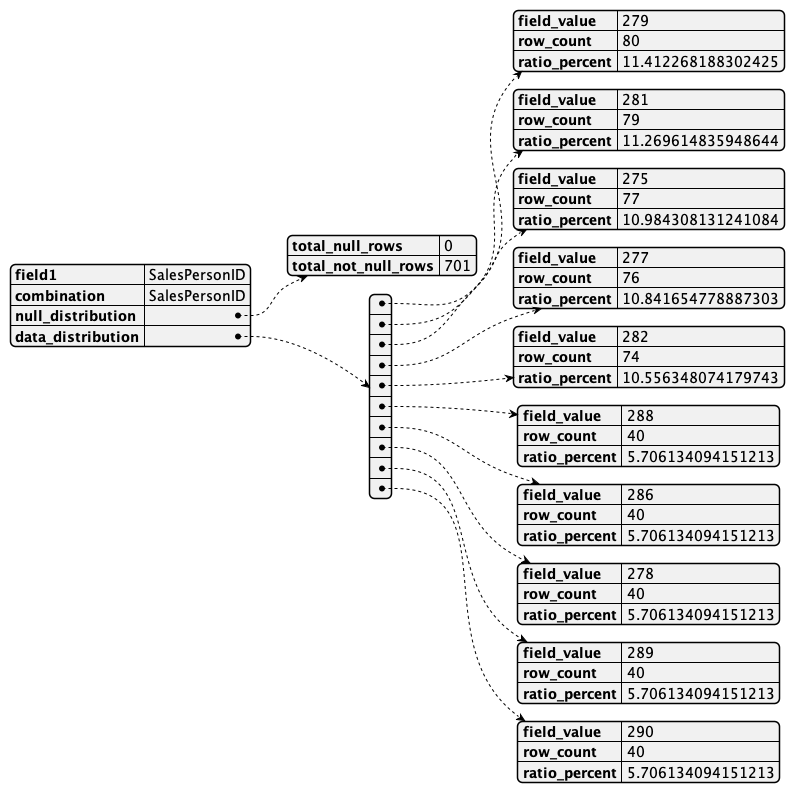 field1 SalesPersonID
combination SalesPersonID
null_distribution
data_distribution
total_null_rows 0
total_not_null_rows 701
field_value 279
row_count 80
ratio_percent 11.412268188302425
field_value 281
row_count 79
ratio_percent 11.269614835948644
field_value 275
row_count 77
ratio_percent 10.984308131241084
field_value 277
row_count 76
ratio_percent 10.841654778887303
field_value 282
row_count 74
ratio_percent 10.556348074179743
field_value 288
row_count 40
ratio_percent 5.706134094151213
field_value 286
row_count 40
ratio_percent 5.706134094151213
field_value 278
row_count 40
ratio_percent 5.706134094151213
field_value 289
row_count 40
ratio_percent 5.706134094151213
field_value 290
row_count 40
ratio_percent 5.706134094151213